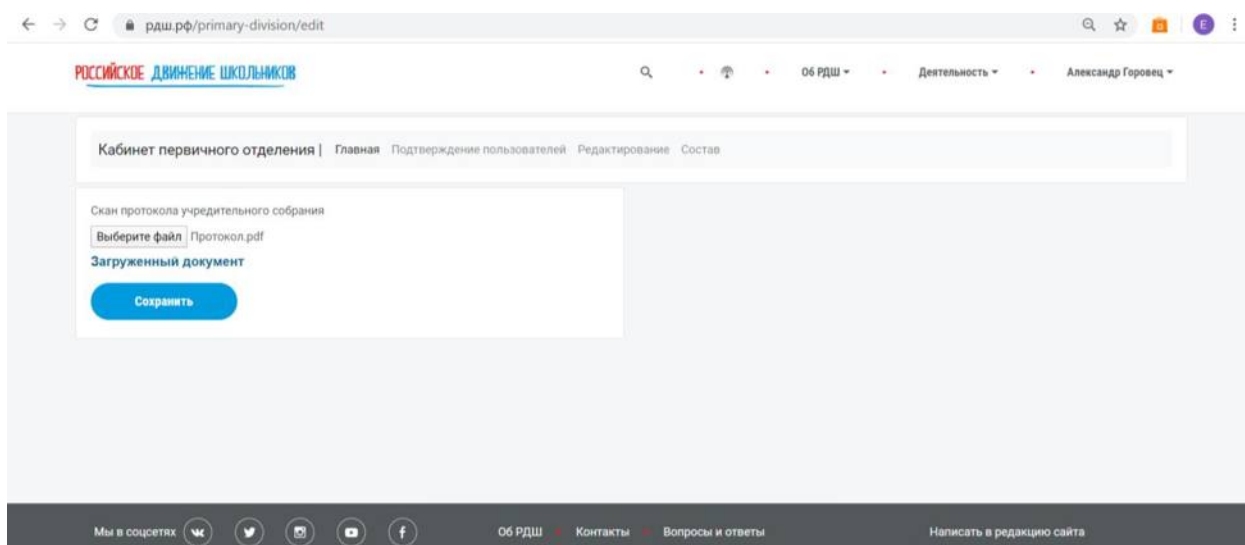 рдш.рф/primary-division/edit
E
РОССИЙСКОЕ ДВИЖЕНИЕ ШКОЛЬНИКОВ
Об РДШ
Деятельность
Александр Горовец
Кабинет первичного отделения | Главная Подтверждение пользователей Редактирование Состав
Скан протокола учредительного собрания
Выберите файл Протокол.pdf
Загруженный документ
Сохранить
Мы в соцсетях
Об РДШ
Контакты
Вопросы и ответы
Написать в редакцию сайта